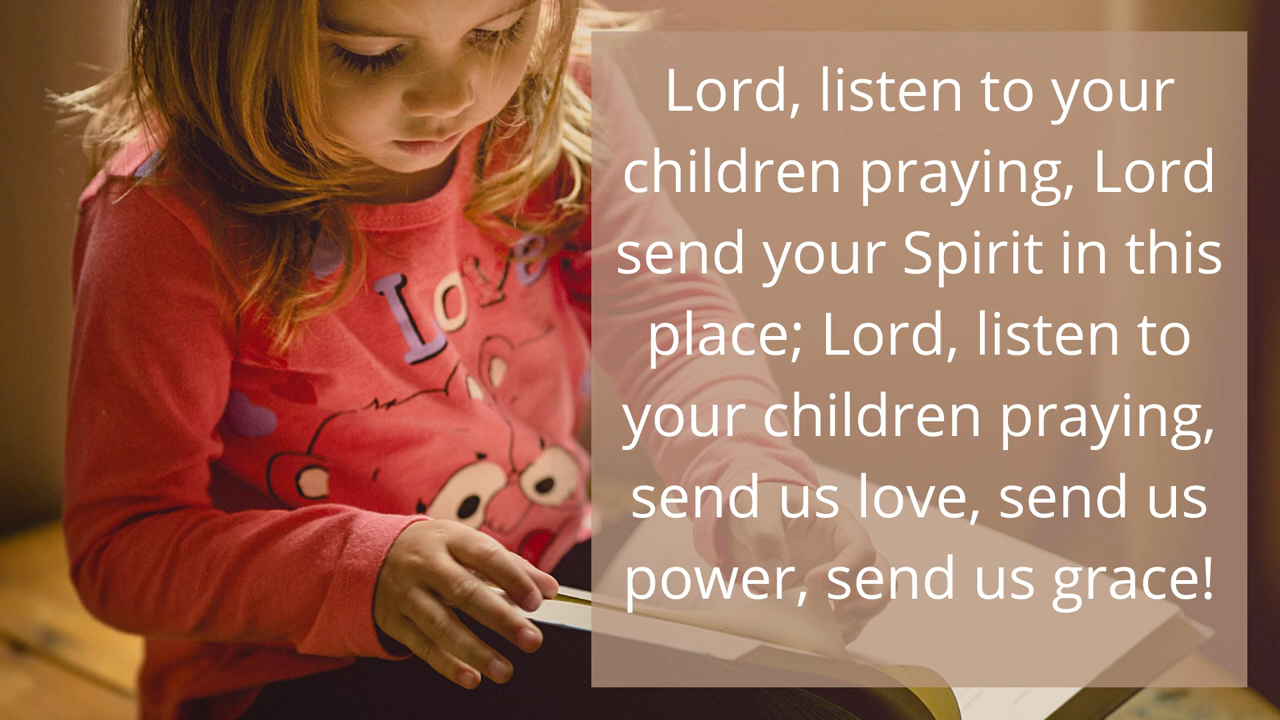 Love
Lord, listen to your
children praying, Lord
send your Spirit in this
place; Lord, listen to
your children praying,
send us love, send us
power, send us grace!